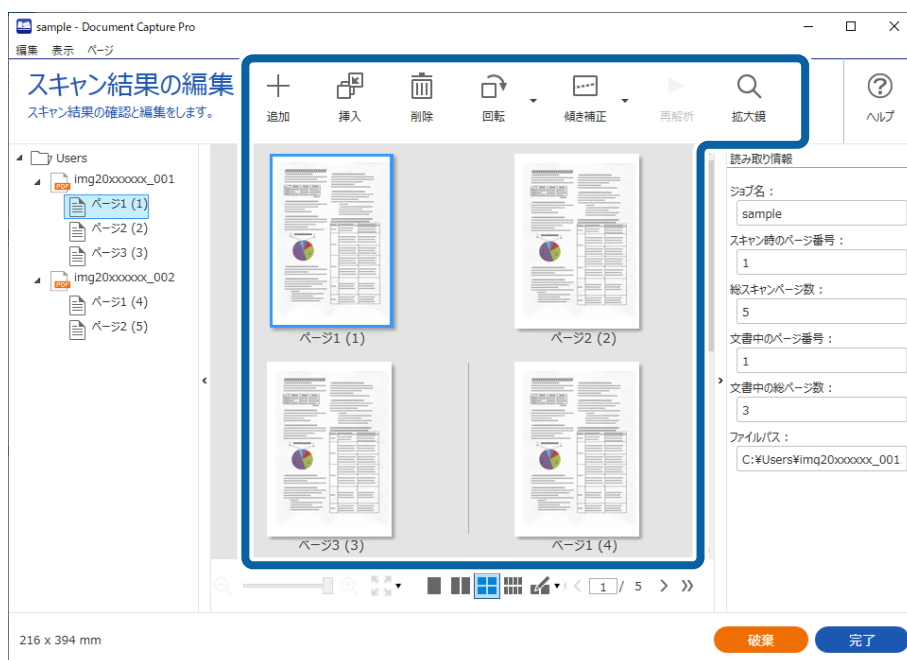 sample - Document Capture Pro
編集 表示 ページ
スキャン結果の編集
スキャン結果の確認と編集をします。
追加 挿入 削除 回転 傾き補正 再解析 拡大鏡 ヘルプ
Users
img20xxxxxx_001
PDF
ページ1 (1)
ページ2 (2)
ページ3 (3)
img20xxxxxx_002
PDF
ページ1 (4)
ページ2 (5)
ページ1 (1)
ページ2 (2)
ページ3 (3)
ページ1 (4)
読み取り情報
ジョブ名：
sample
スキャン時のページ番号：
1
総スキャンページ数：
5
文書中のページ番号：
1
文書中の総ページ数：
3
ファイルパス：
C:¥Users¥img20xxxxxx_001
1 / 5
216 x 394 mm
破棄 完了